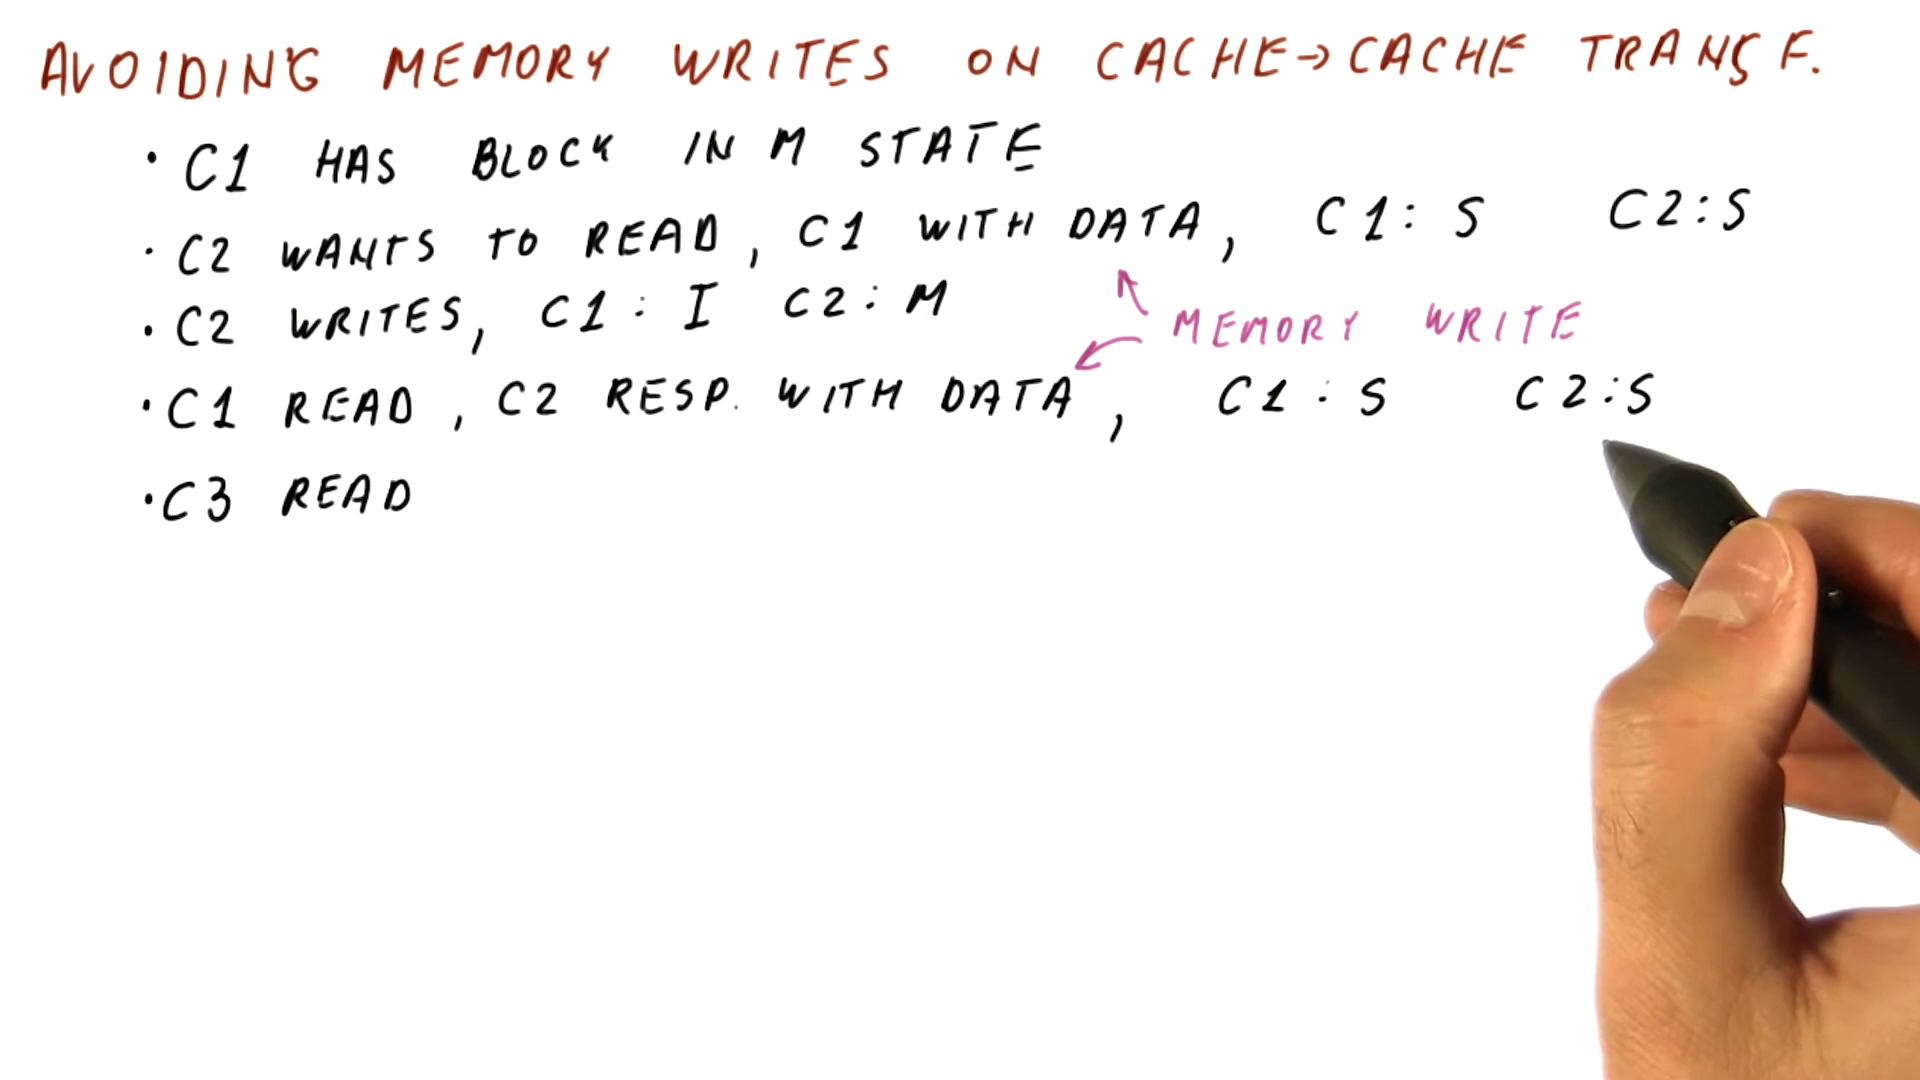 AVOIDING MEMORY WRITES ON CACHE→CACHE TRANSF.
• C1 HAS BLOCK IN M STATE
• C2 WANTS TO READ, C1 WITH DATA, C1: S C2:S
• C2 WRITES, C1: I C2: M
MEMORY WRITE
• C1 READ, C2 RESP. WITH DATA, C1: S C2:S
• C3 READ